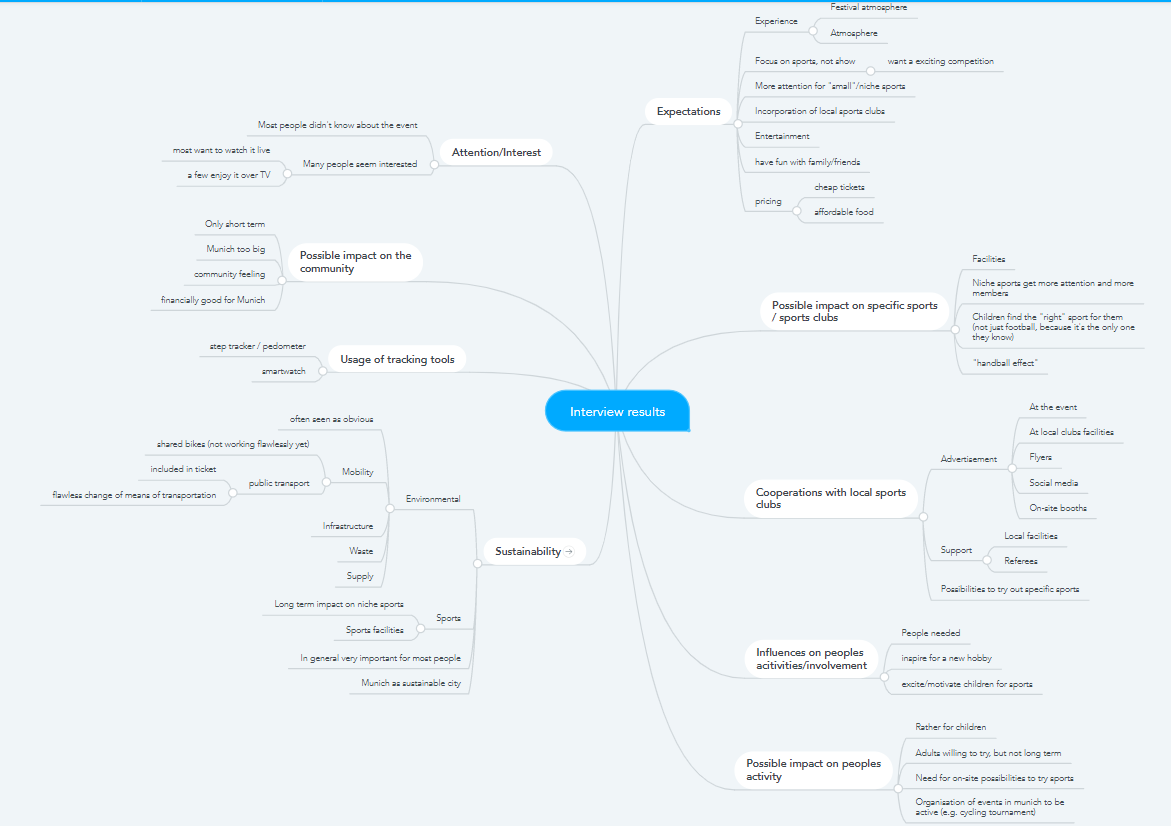 Interview results
Expectations
Experience
Festival atmosphere
Atmosphere
Focus on sports, not show
want a exciting competition
More attention for "small"/niche sports
Incorporation of local sports clubs
Entertainment
have fun with family/friends
pricing
cheap tickets
affordable food
Possible impact on specific sports
/ sports clubs
Facilities
Niche sports get more attention and more
members
Children find the "right" sport for them
(not just football, because it's the only one
they know)
"handball effect"
Cooperations with local sports
clubs
Advertisement
At the event
At local clubs facilities
Flyers
Social media
On-site booths
Support
Local facilities
Referees
Possibilities to try out specific sports
Influences on peoples
acitivities/involvement
People needed
inspire for a new hobby
excite/motivate children for sports
Possible impact on peoples
activity
Rather for children
Adults willing to try, but not long term
Need for on-site possibilities to try sports
Organisation of events in munich to be
active (e.g. cycling tournament)
Attention/Interest
Most people didn't know about the event
Many people seem interested
most want to watch it live
a few enjoy it over TV
Possible impact on the
community
Only short term
Munich too big
community feeling
financially good for Munich
Usage of tracking tools
step tracker / pedometer
smartwatch
Sustainability →
Environmental
often seen as obvious
Mobility
shared bikes (not working flawlessly yet)
public transport
included in ticket
flawless change of means of transportation
Infrastructure
Waste
Supply
Sports
Long term impact on niche sports
Sports facilities
In general very important for most people
Munich as sustainable city